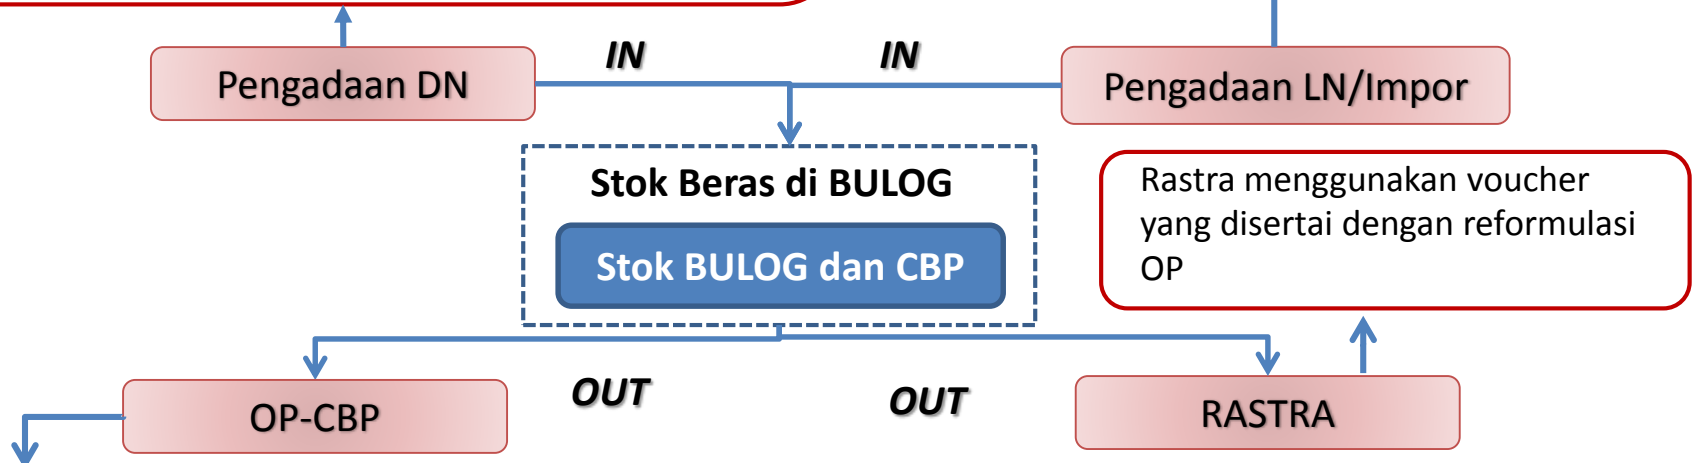 IN
IN
Pengadaan DN
Pengadaan LN/Impor
Stok Beras di BULOG
Stok BULOG dan CBP
Rastra menggunakan voucher
yang disertai dengan reformulasi
OP
OUT
OUT
OP-CBP
RASTRA